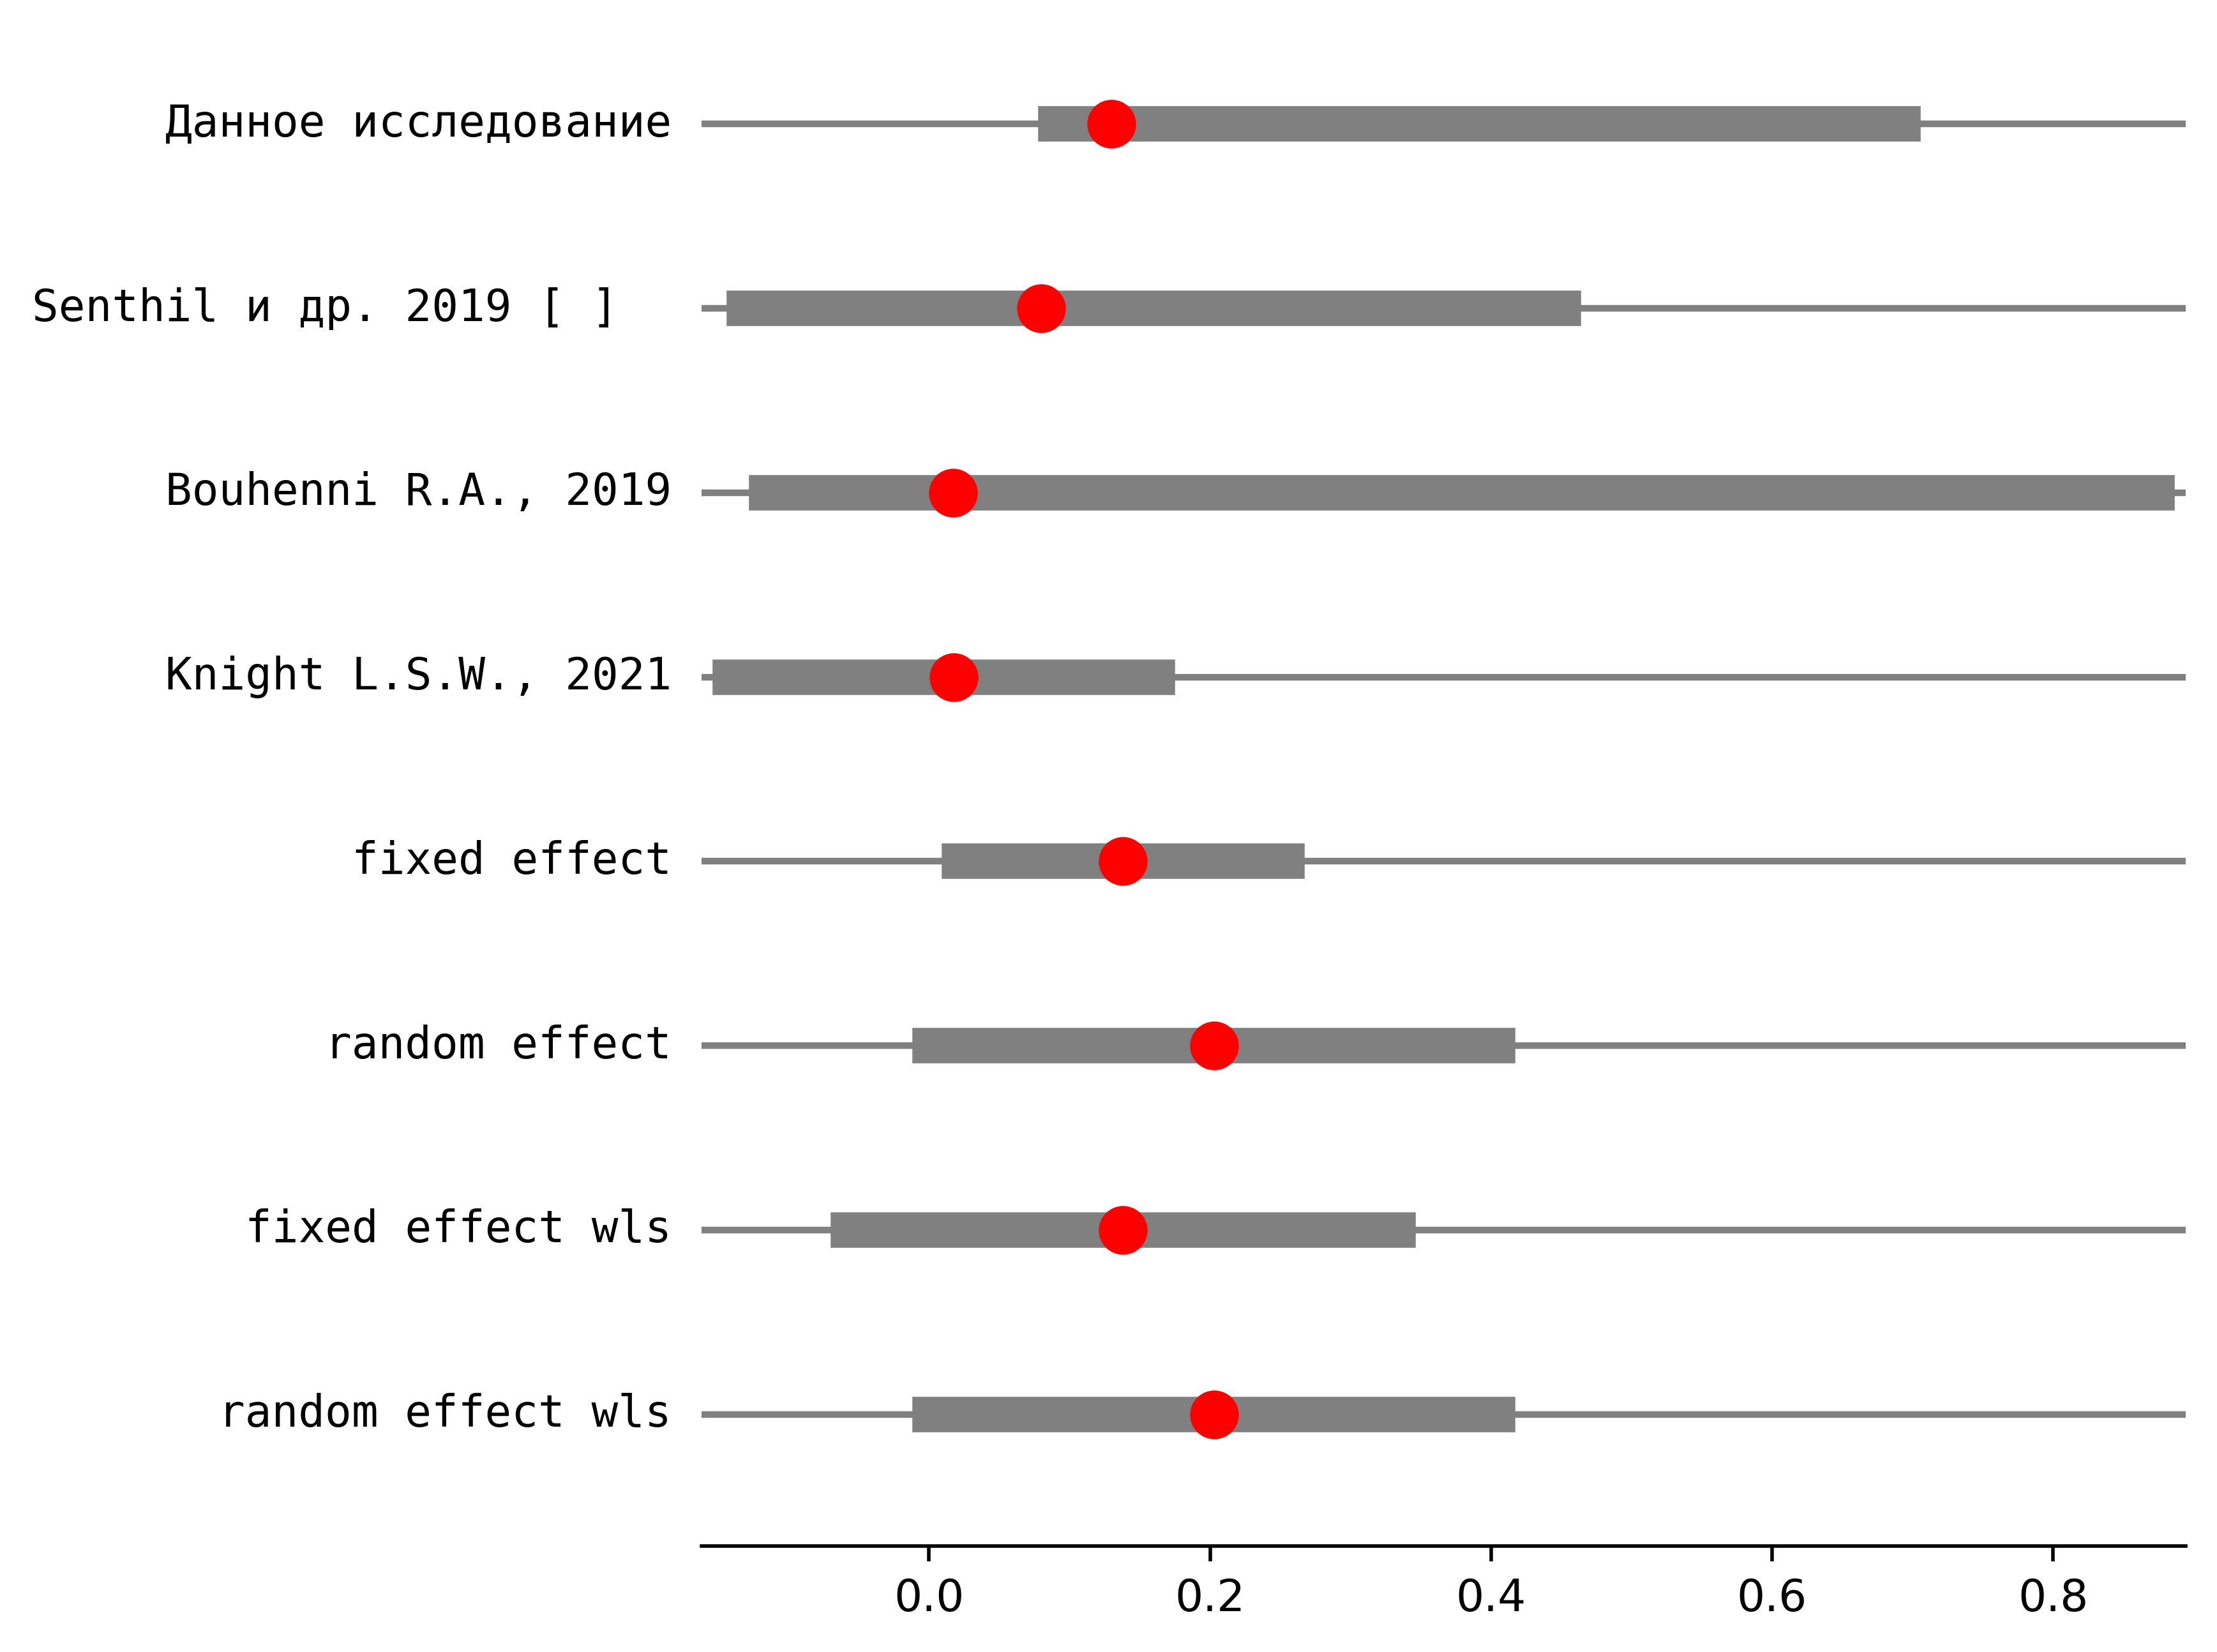 Данное исследование
Senthil и др. 2019 [ ]
Bouhenni R.A., 2019
Knight L.S.W., 2021
fixed effect
random effect
fixed effect wls
random effect wls
0.0 0.2 0.4 0.6 0.8